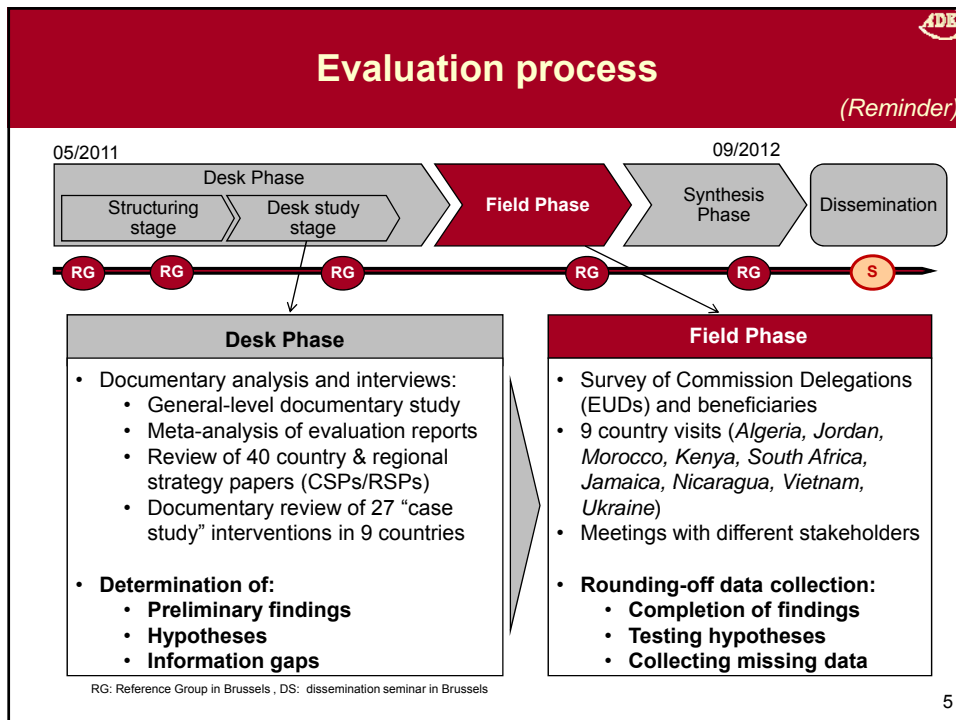 ADE
Evaluation process
(Reminder)
05/2011
09/2012
Desk Phase
Structuring
stage
Desk study
stage
Field Phase
Synthesis
Phase
Dissemination
RG
RG
RG
RG
RG
S
Desk Phase
• Documentary analysis and interviews:
• General-level documentary study
• Meta-analysis of evaluation reports
• Review of 40 country & regional
strategy papers (CSPs/RSPs)
• Documentary review of 27 “case
study” interventions in 9 countries
• Determination of:
• Preliminary findings
• Hypotheses
• Information gaps
Field Phase
• Survey of Commission Delegations
(EUDs) and beneficiaries
• 9 country visits (Algeria, Jordan,
Morocco, Kenya, South Africa,
Jamaica, Nicaragua, Vietnam,
Ukraine)
• Meetings with different stakeholders
• Rounding-off data collection:
• Completion of findings
• Testing hypotheses
• Collecting missing data
RG: Reference Group in Brussels , DS: dissemination seminar in Brussels
5